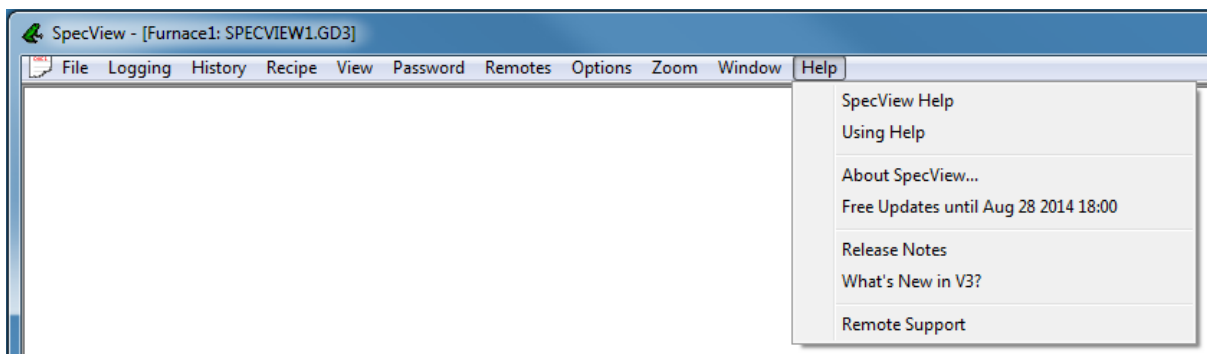 SpecView - [Furnace1: SPECVIEW1.GD3]
File Logging History Recipe View Password Remotes Options Zoom Window Help
SpecView Help
Using Help
About SpecView...
Free Updates until Aug 28 2014 18:00
Release Notes
What's New in V3?
Remote Support